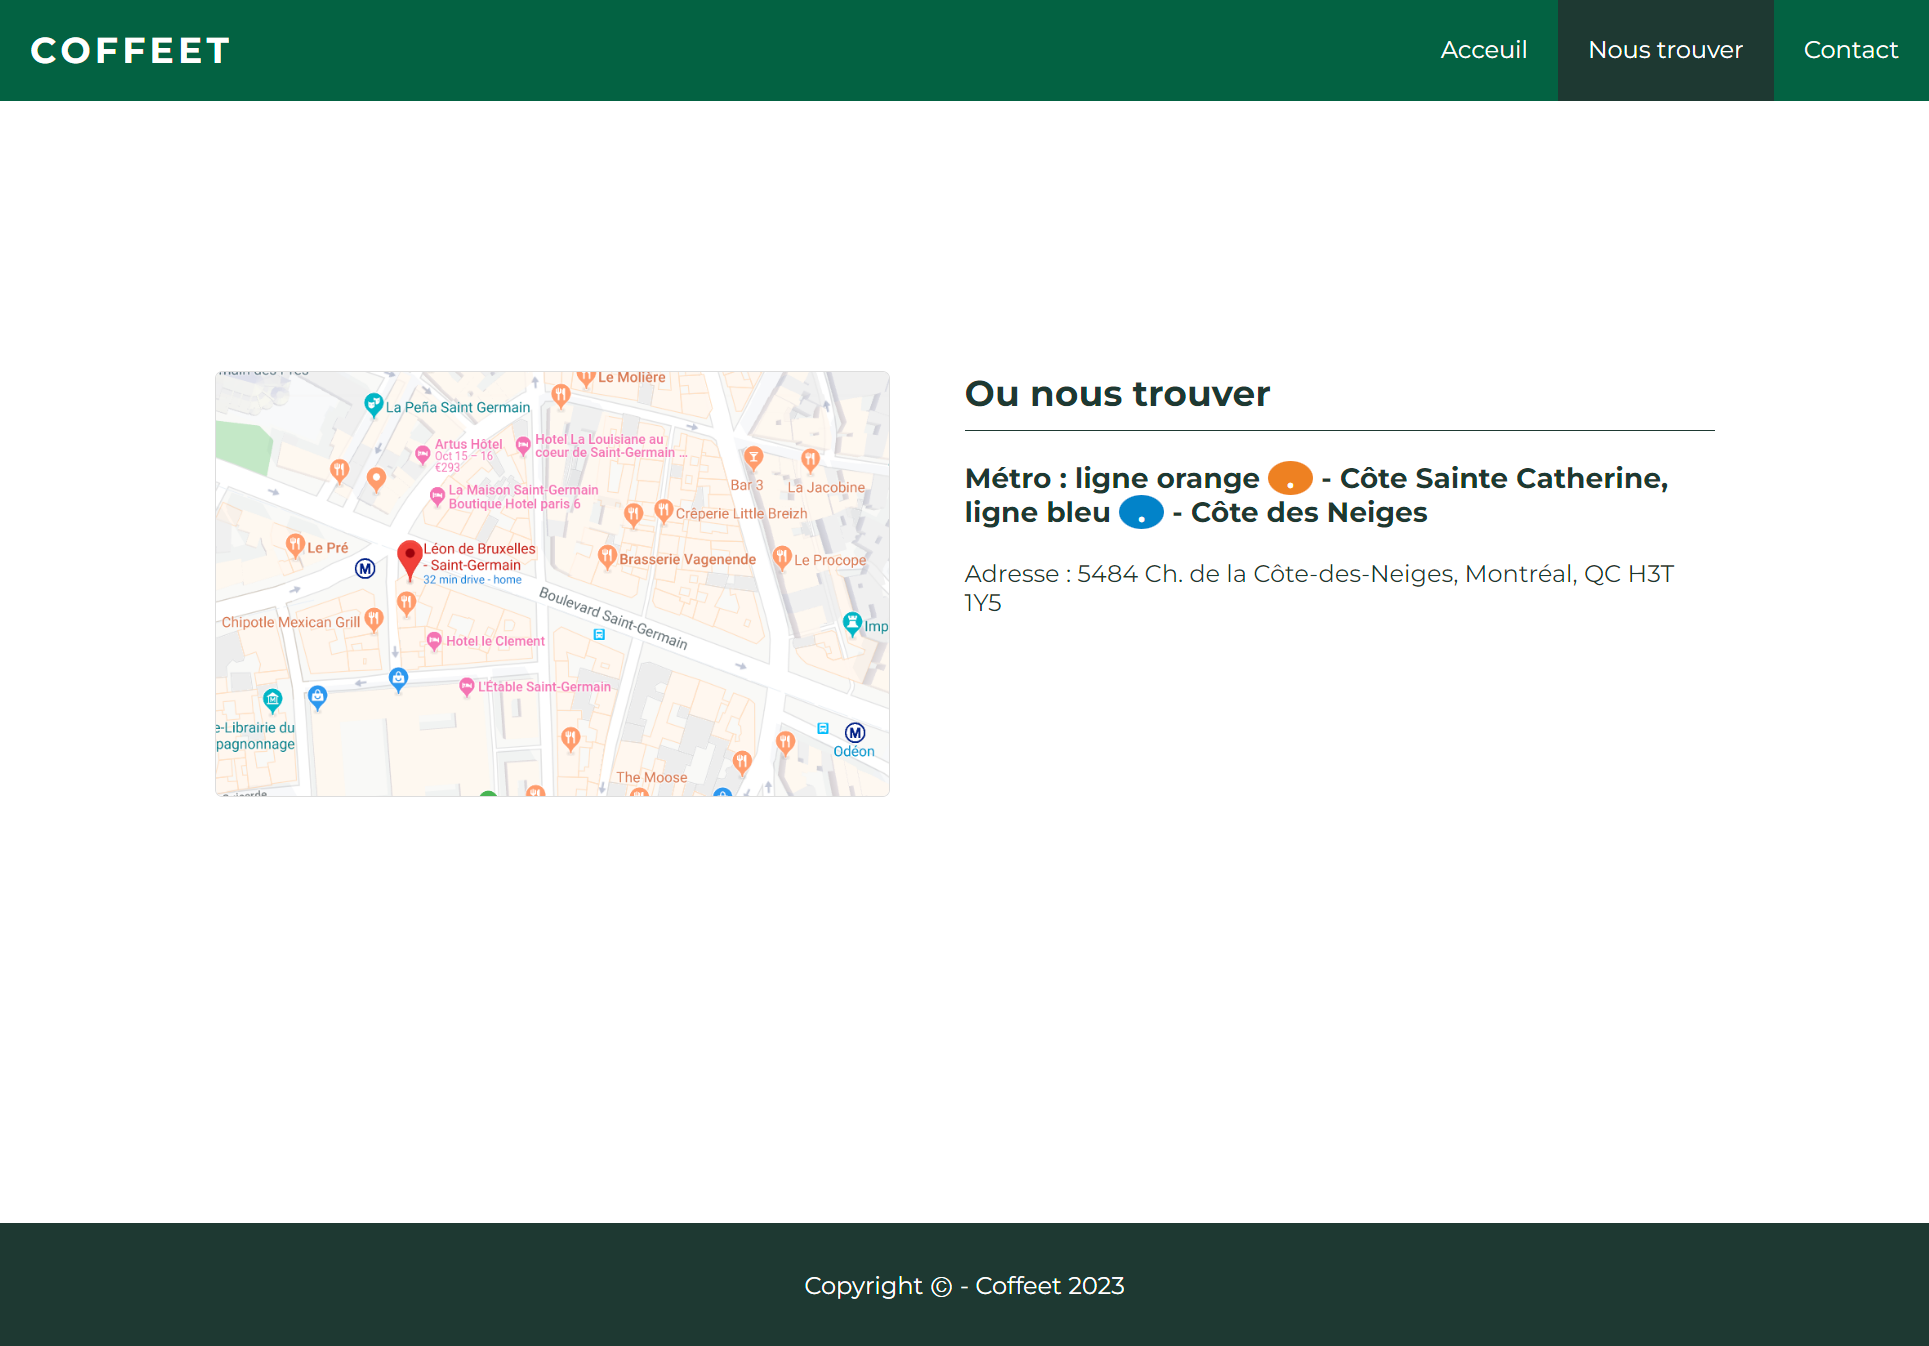 COFFEET
Acceuil
Nous trouver
Contact
Le Molière
La Peña Saint Germain
Artus Hôtel
Oct 15 – 16
€293
Hotel La Louisiane au
coeur de Saint-Germain ...
Bar 3
La Jacobine
La Maison Saint-Germain
Boutique Hotel paris 6
Crêperie Little Breizh
Le Pré
M
Léon de Bruxelles
- Saint-Germain
32 min drive - home
Brasserie Vagenende
Le Procope
Boulevard Saint-Germain
Chipotle Mexican Grill
Hotel le Clement
Imp
L'Étable Saint-Germain
e-Librairie du
pagnonnage
M
Odéon
The Moose
Ou nous trouver
Métro : ligne orange . - Côte Sainte Catherine,
ligne bleu . - Côte des Neiges
Adresse : 5484 Ch. de la Côte-des-Neiges, Montréal, QC H3T
1Y5
Copyright © - Coffeet 2023